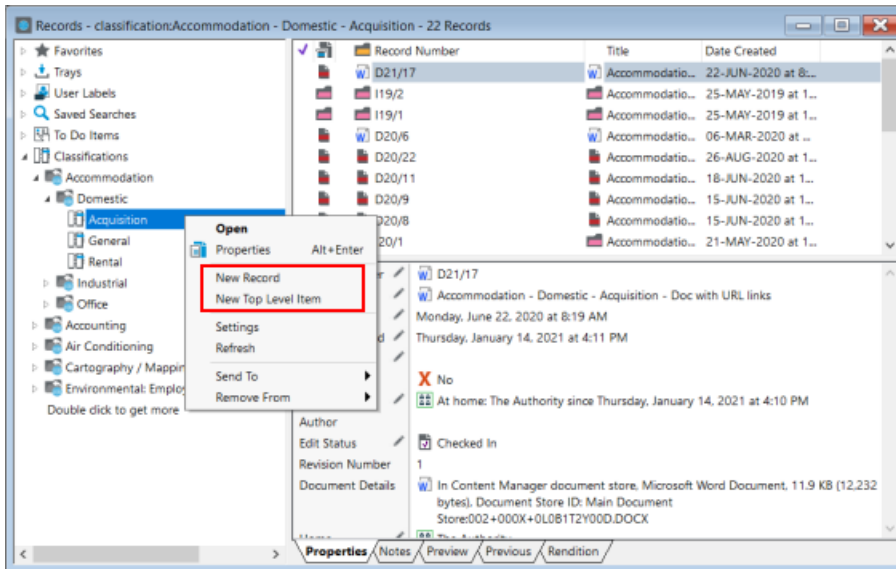 Records - classification:Accommodation - Domestic - Acquisition - 22 Records
Favorites
Trays
User Labels
Saved Searches
To Do Items
Classifications
Accommodation
Domestic
Acquisition
General
Rental
Industrial
Office
Accounting
Air Conditioning
Cartography / Mappin
Environmental: Emplo
Double click to get more
Open
Properties Alt+Enter
New Record
New Top Level Item
Settings
Refresh
Send To
Remove From
Record Number Title Date Created
D21/17 Accommodatio... 22-JUN-2020 at 8:...
I19/2 Accommodatio... 25-MAY-2019 at 1...
I19/1 Accommodatio... 25-MAY-2019 at 1...
D20/6 Accommodatio... 06-MAR-2020 at ...
D20/22 Accommodatio... 26-AUG-2020 at 1...
D20/11 Accommodatio... 18-JUN-2020 at 1...
D20/9 Accommodatio... 15-JUN-2020 at 1...
D20/8 Accommodatio... 15-JUN-2020 at 1...
20/1 Accommodatio... 21-MAY-2020 at 1...
r D21/17
Accommodation - Domestic - Acquisition - Doc with URL links
Monday, June 22, 2020 at 8:19 AM
d Thursday, January 14, 2021 at 4:11 PM
X No
At home: The Authority since Thursday, January 14, 2021 at 4:10 PM
Author
Edit Status Checked In
Revision Number 1
Document Details In Content Manager document store, Microsoft Word Document, 11.9 KB (12,232
bytes), Document Store ID: Main Document
Store:002+000X+0L0B1T2Y00D.DOCX
Home The Authority
Properties Notes Preview Previous Rendition